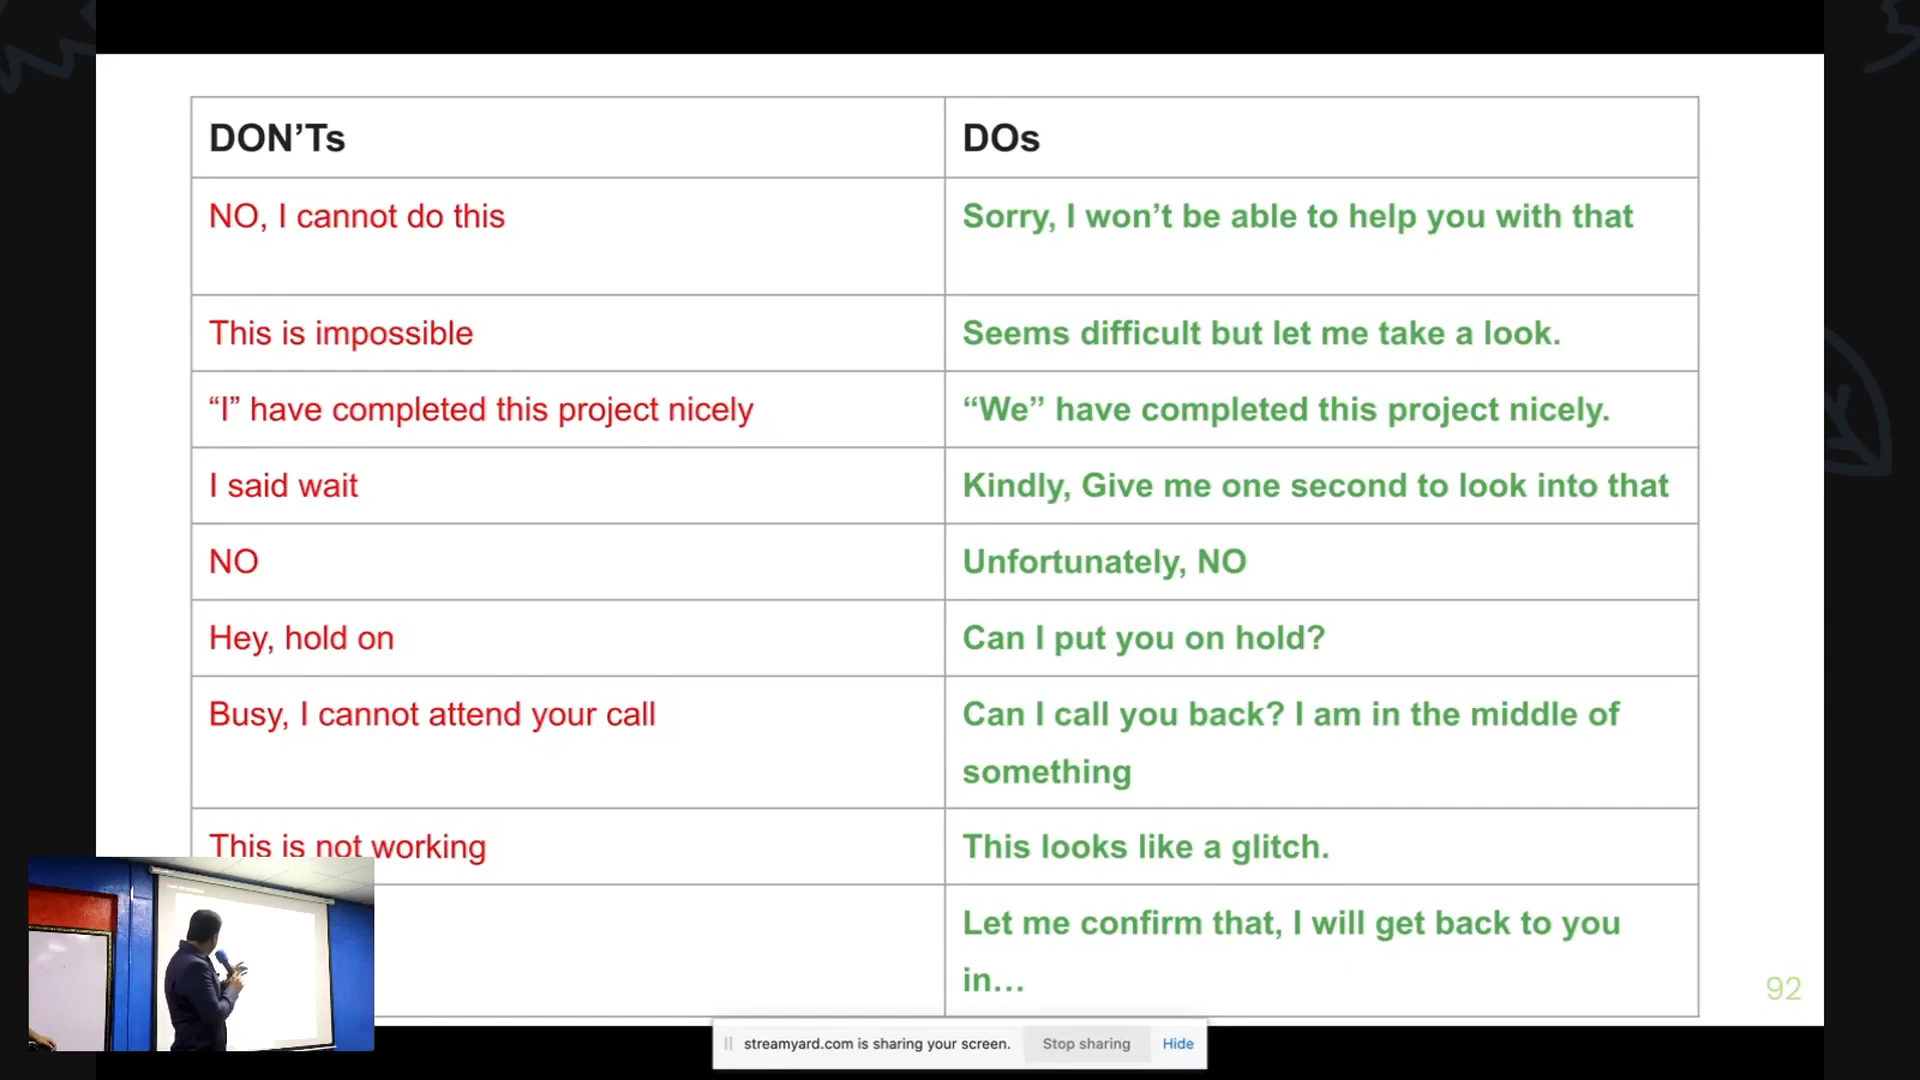 DON’Ts
DOs
NO, I cannot do this
Sorry, I won’t be able to help you with that
This is impossible
Seems difficult but let me take a look.
“I” have completed this project nicely
“We” have completed this project nicely.
I said wait
Kindly, Give me one second to look into that
NO
Unfortunately, NO
Hey, hold on
Can I put you on hold?
Busy, I cannot attend your call
Can I call you back? I am in the middle of
something
This is not working
This looks like a glitch.
Let me confirm that, I will get back to you
in…
92
streamyard.com is sharing your screen.
Stop sharing
Hide